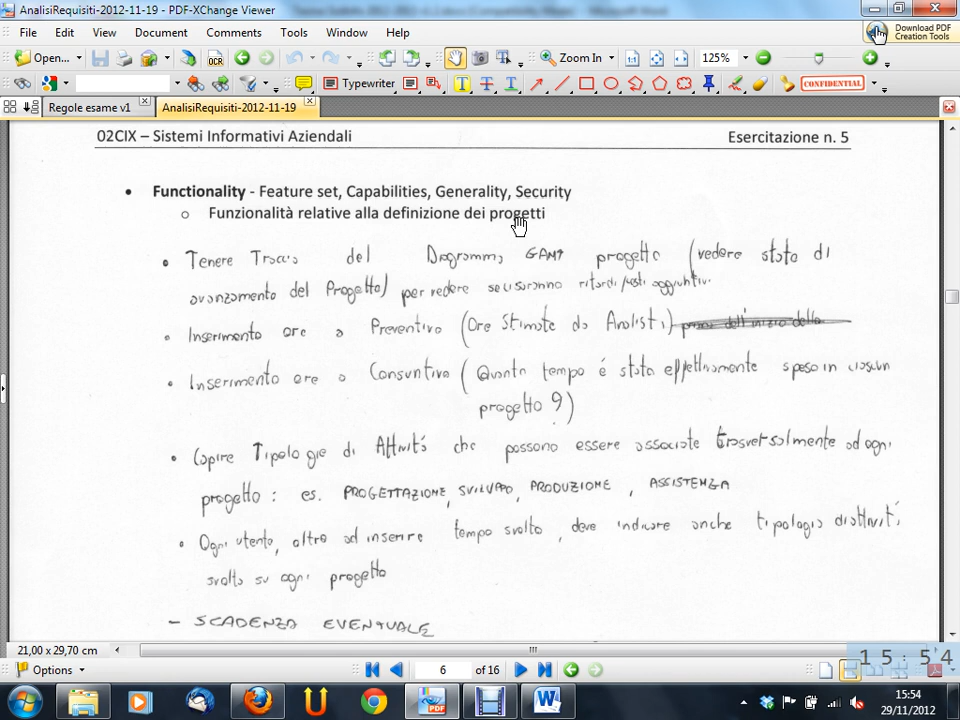 AnalisiRequisiti-2012-11-19 - PDF-XChange Viewer
File Edit View Document Comments Tools Window Help
Download PDF
Creation Tools
Open... OCR Zoom In 125%
Typewriter CONFIDENTIAL
Regole esame v1 AnalisiRequisiti-2012-11-19
02CIX – Sistemi Informativi Aziendali Esercitazione n. 5
• Functionality - Feature set, Capabilities, Generality, Security
o Funzionalità relative alla definizione dei progetti
• Tenere Traccia del Diagramma GANT progetto (vedere stato di
avanzamento del Progetto) per vedere se ci saranno ritardi/costi aggiuntivi.
• Inserimento ore a Preventivo (Ore Stimate da Analisti)
• Inserimento ore a Consuntivo (Quanto tempo é stato effettivamente speso in ciascun
progetto ?)
• Capire Tipologie di Attività che possono essere associate trasversalmente ad ogni
progetto : es. PROGETTAZIONE, SVILUPPO, PRODUZIONE, ASSISTENZA
• Ogni utente, oltre ad inserire tempo svolto, deve indicare anche tipologia di attività
svolta su ogni progetto
- SCADENZA EVENTUALE
21,00 x 29,70 cm
Options 6 of 16
15:54
15:54
29/11/2012